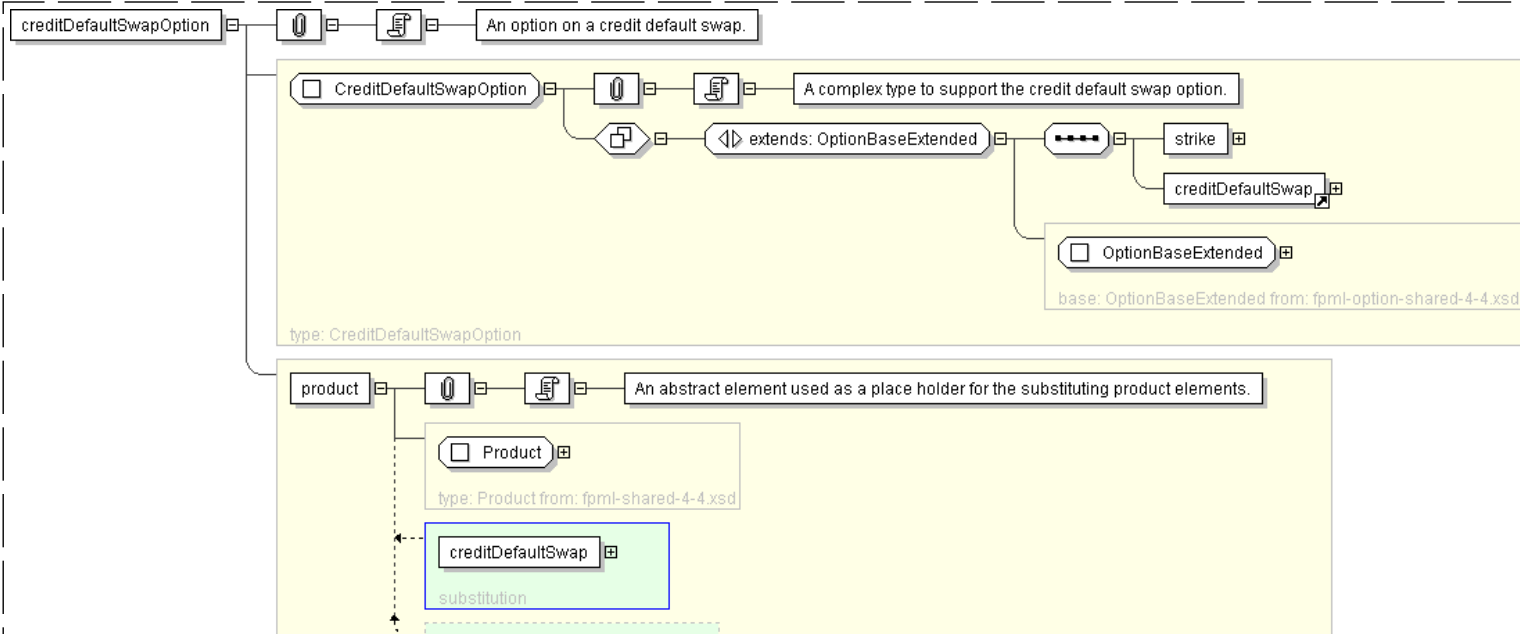 creditDefaultSwapOption
An option on a credit default swap.
CreditDefaultSwapOption
A complex type to support the credit default swap option.
extends: OptionBaseExtended
strike
creditDefaultSwap
OptionBaseExtended
base: OptionBaseExtended from: fpml-option-shared-4-4.xsd
type: CreditDefaultSwapOption
product
An abstract element used as a place holder for the substituting product elements.
Product
type: Product from: fpml-shared-4-4.xsd
creditDefaultSwap
substitution